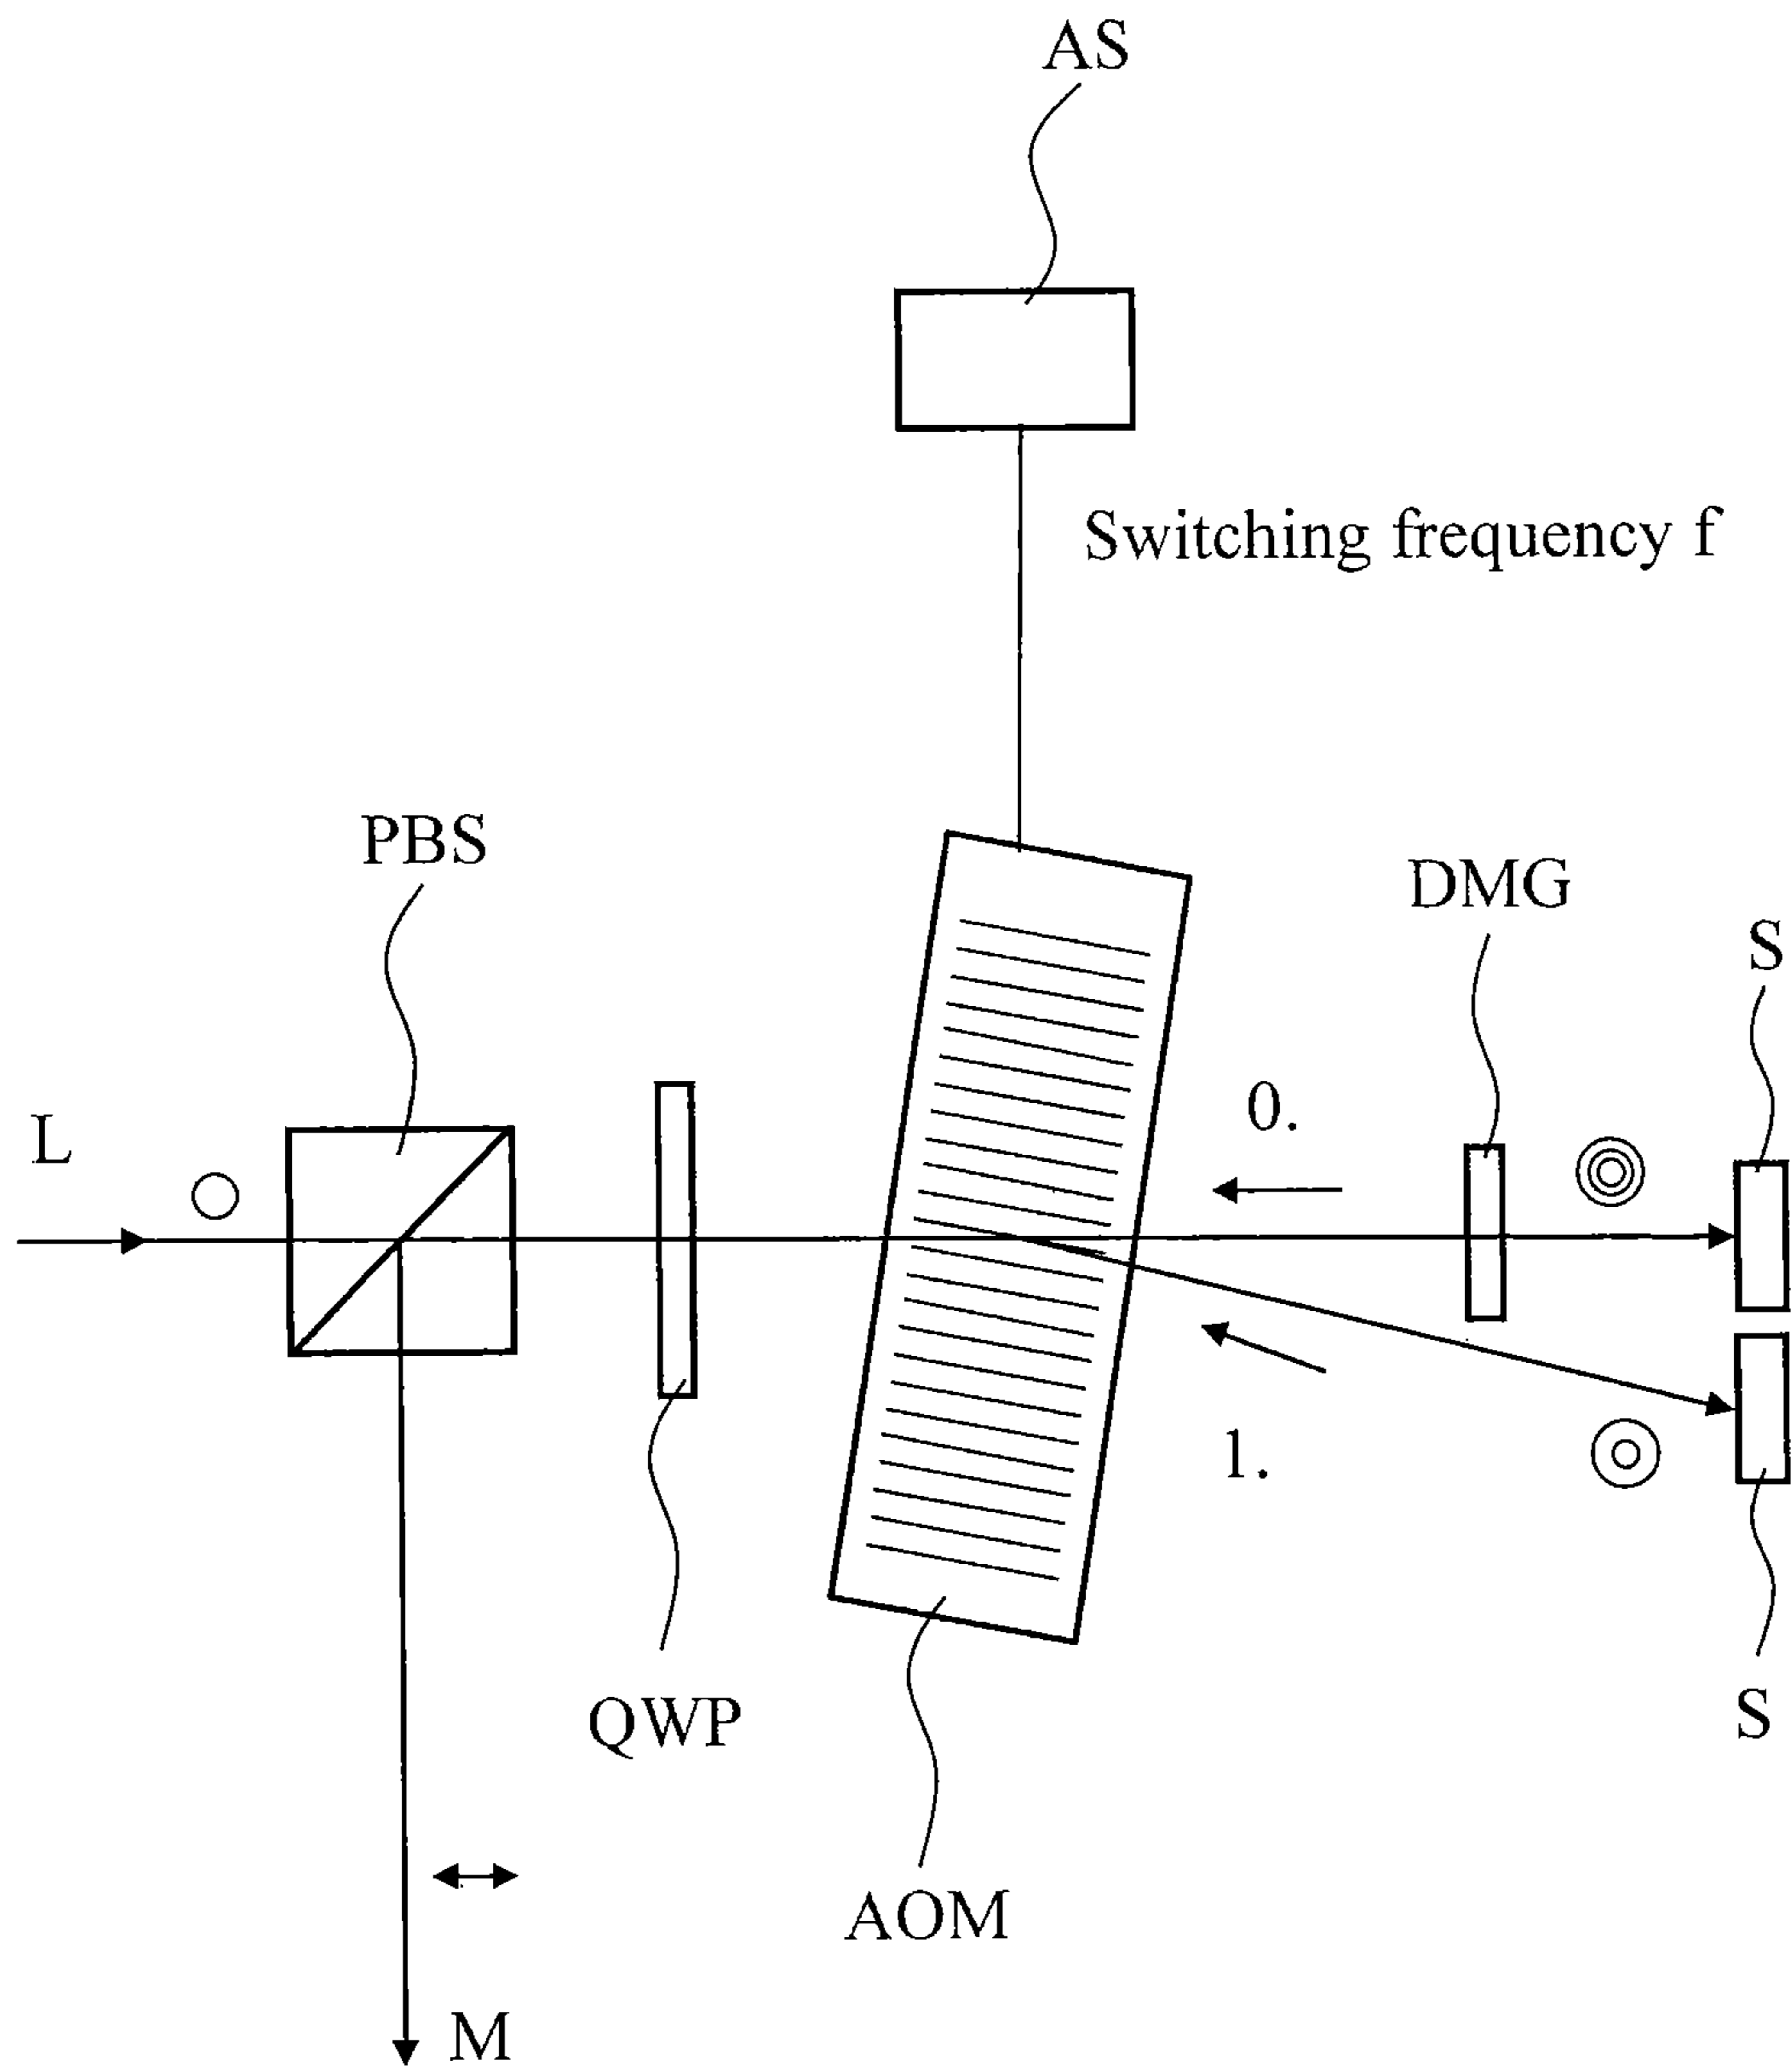 AS
Switching frequency f
PBS
DMG
S
L
0.
1.
QWP
S
AOM
M